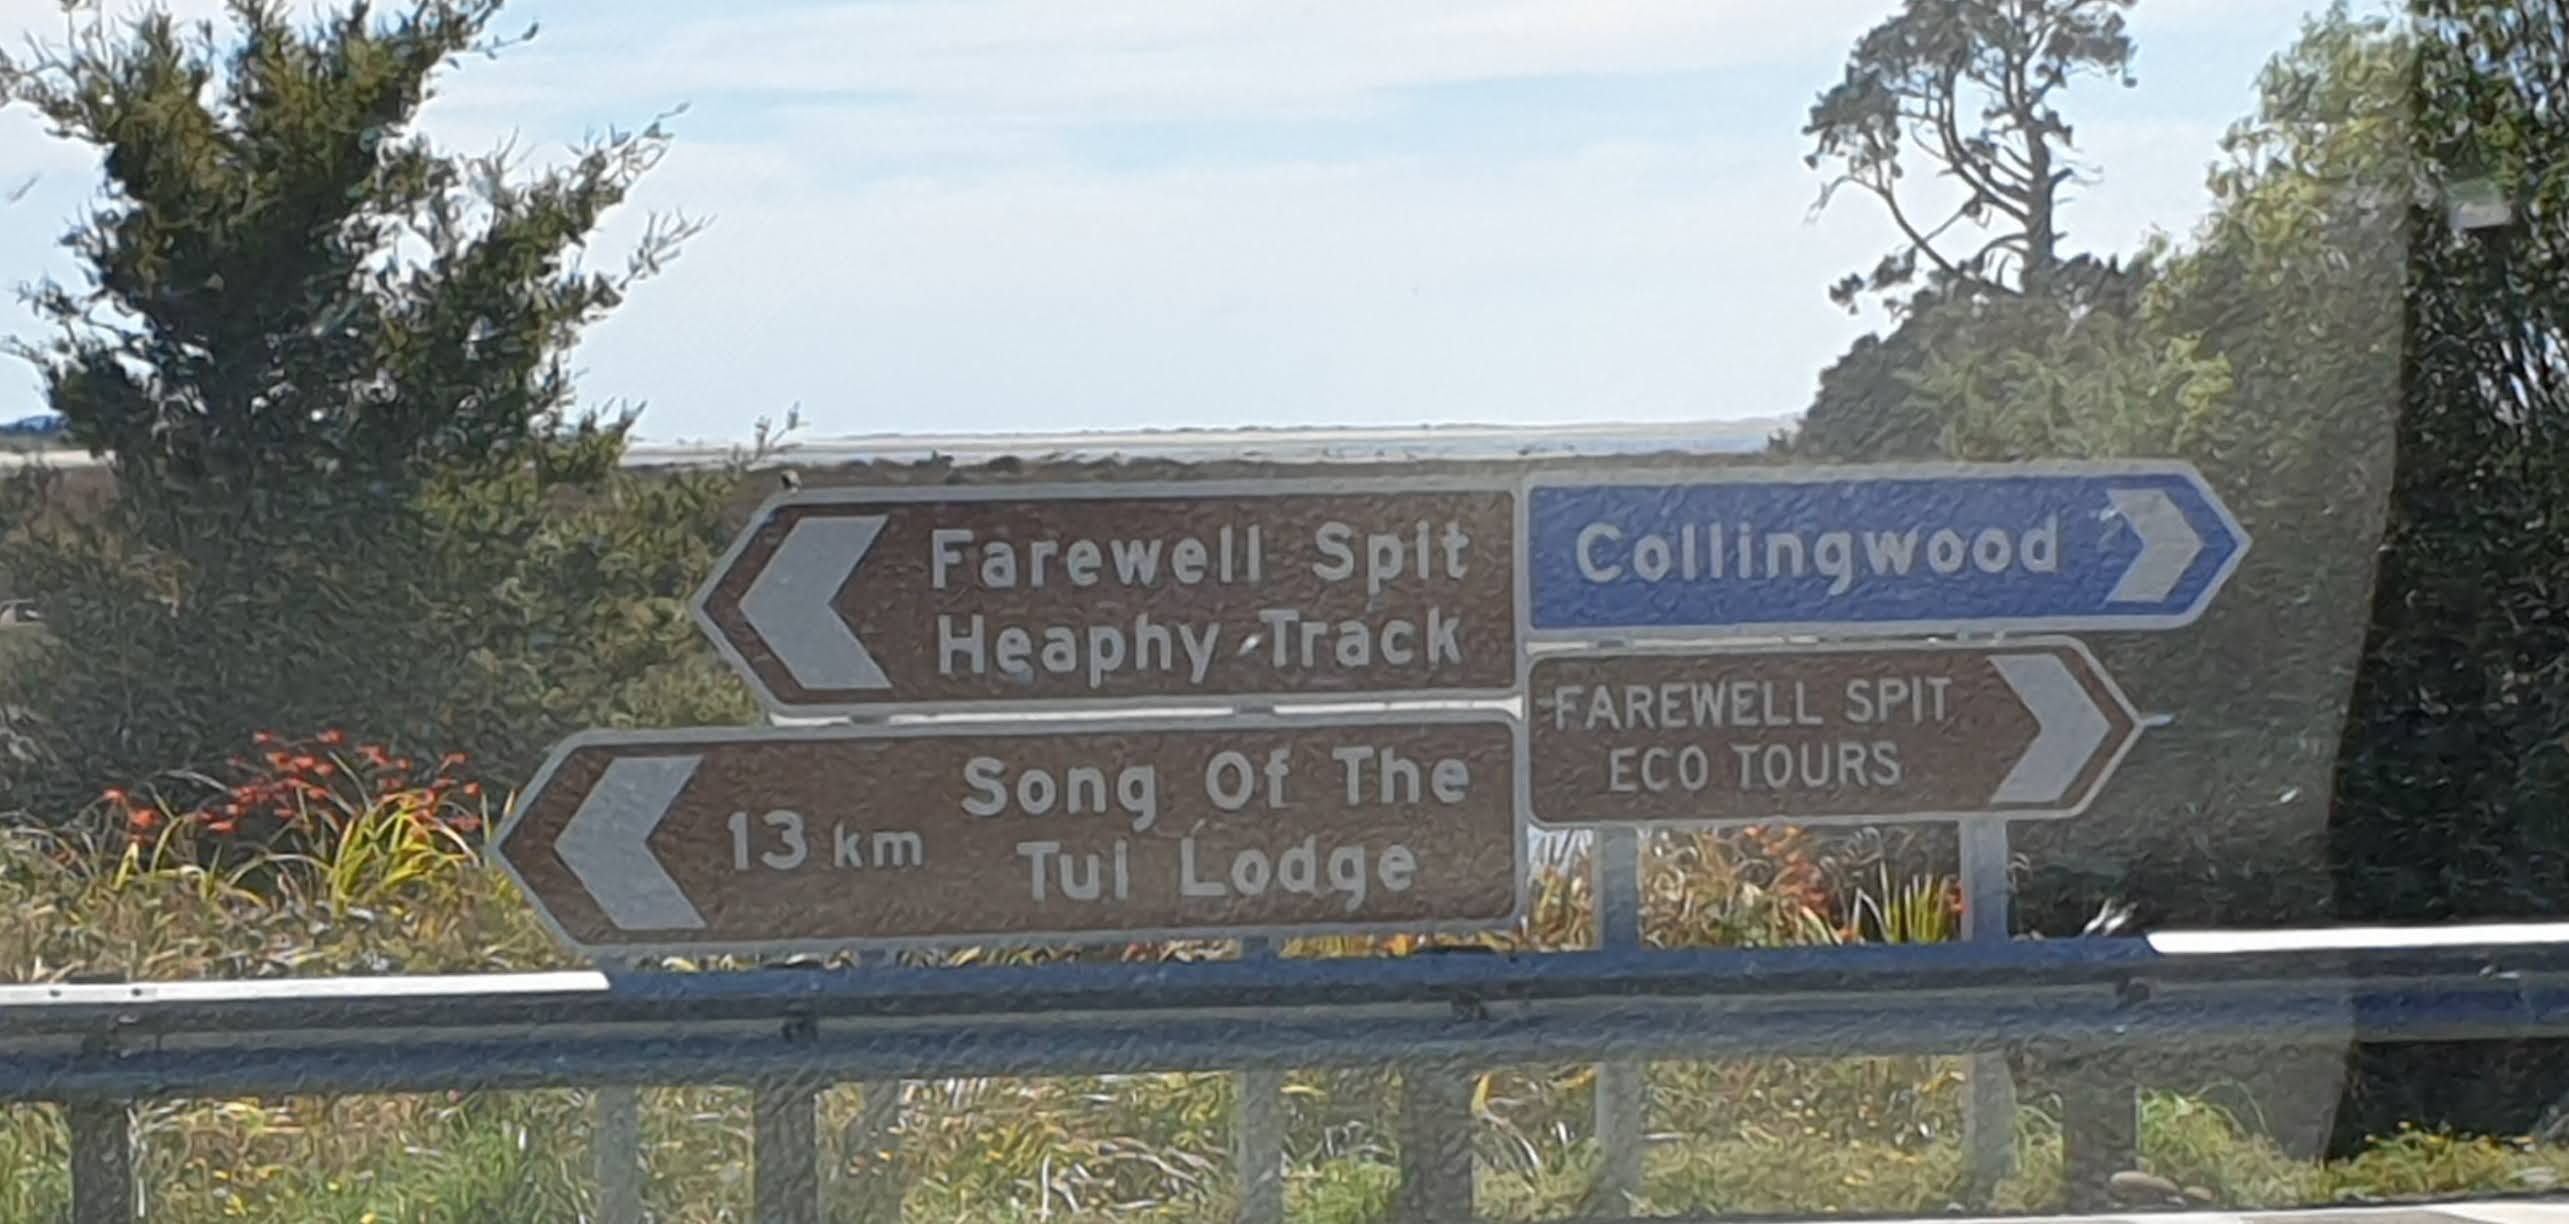 Farewell Spit
Heaphy Track
Collingwood
FAREWELL SPIT
ECO TOURS
13 km
Song Of The
Tui Lodge